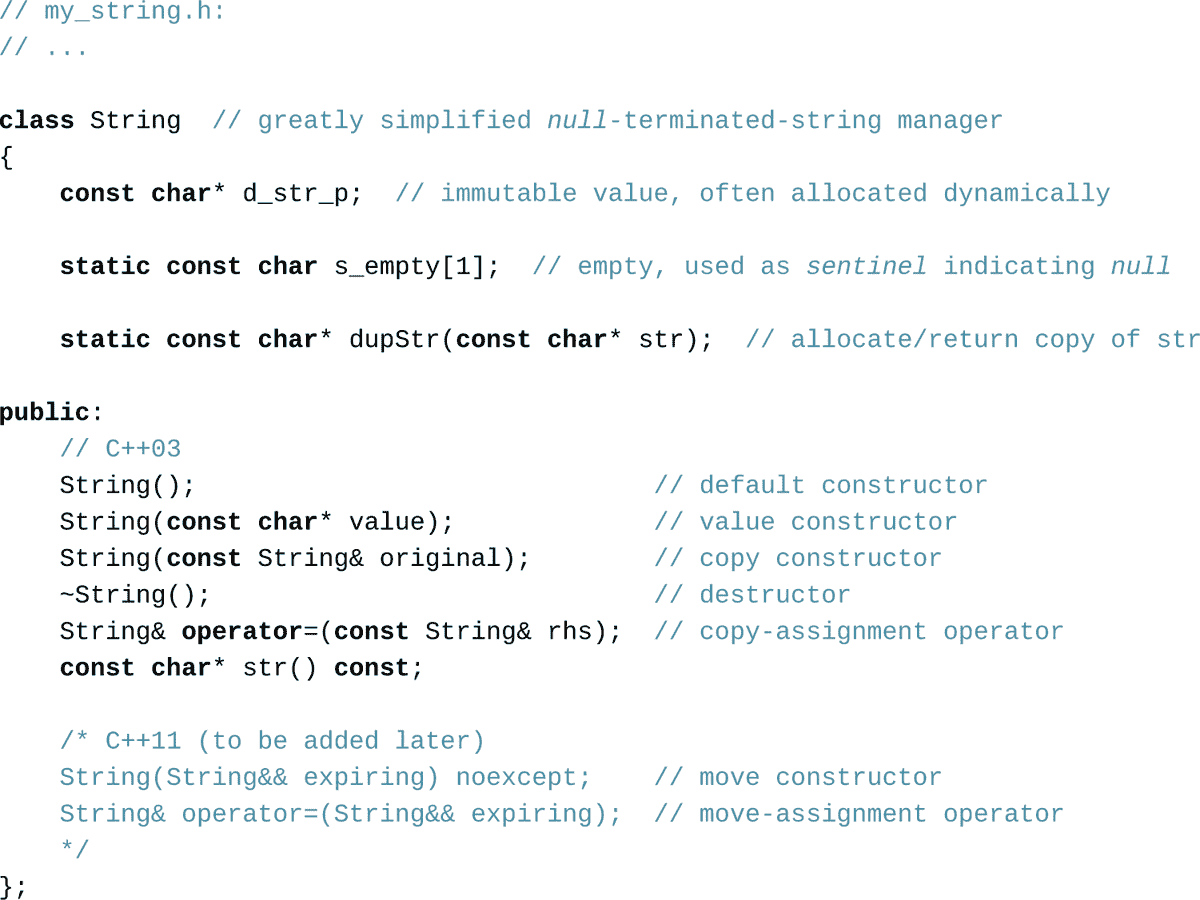 // my_string.h:
// ...
class String  // greatly simplified null-terminated-string manager
{
    const char* d_str_p;  // immutable value, often allocated dynamically
    static const char s_empty[1];  // empty, used as sentinel indicating null
    static const char* dupStr(const char* str);  // allocate/return copy of str
public:
    // C++03
    String();                              // default constructor
    String(const char* value);             // value constructor
    String(const String& original);        // copy constructor
    ~String();                             // destructor
    String& operator=(const String& rhs);  // copy-assignment operator
    const char* str() const;
    /* C++11 (to be added later)
    String(String&& expiring) noexcept;    // move constructor
    String& operator=(String&& expiring);  // move-assignment operator
    */
};